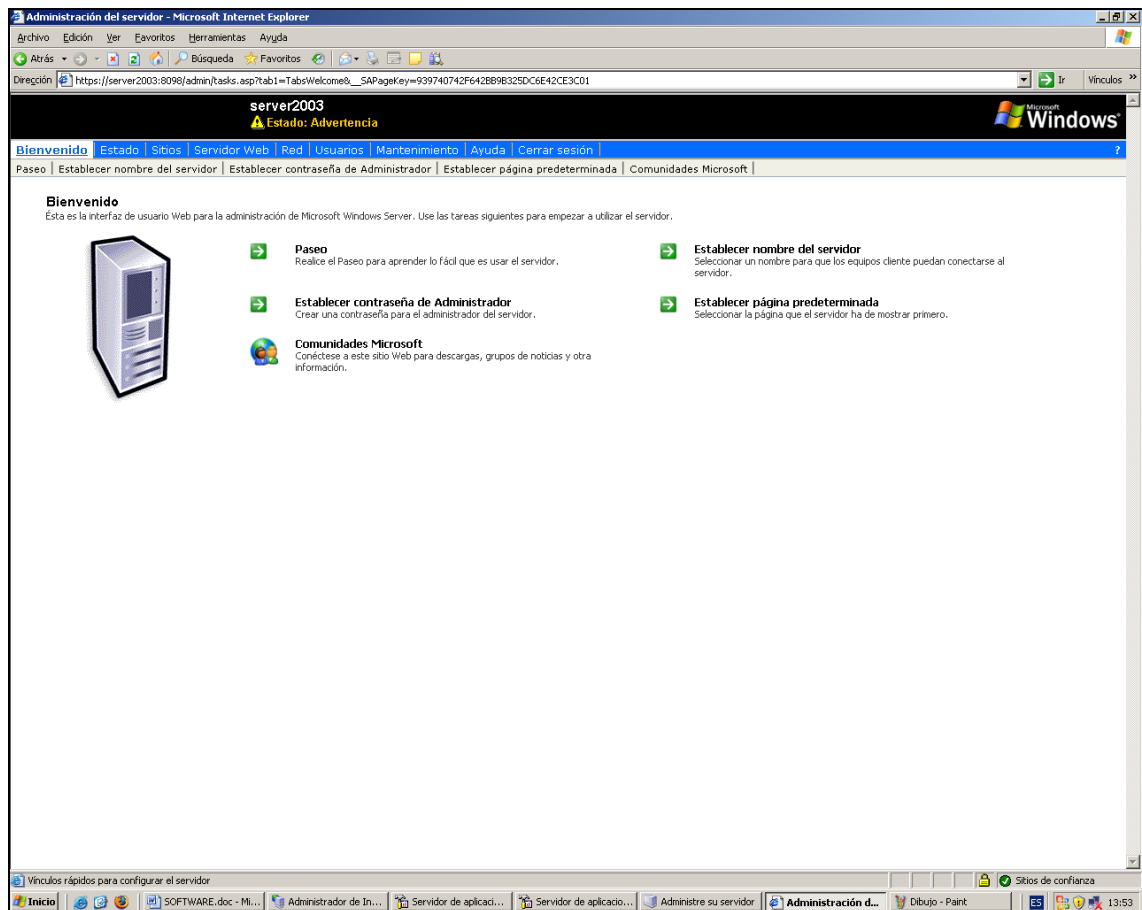 Administración del servidor - Microsoft Internet Explorer
Archivo Edición Ver Favoritos Herramientas Ayuda
Atrás Búsqueda Favoritos
Dirección https://server2003:8098/admin/tasks.asp?tab1=TabsWelcome&__SAPageKey=939740742F642BB9B325DC6E42CE3C01 Ir Vínculos »
server2003
Estado: Advertencia
Microsoft Windows
Bienvenido | Estado | Sitios | Servidor Web | Red | Usuarios | Mantenimiento | Ayuda | Cerrar sesión | ?
Paseo | Establecer nombre del servidor | Establecer contraseña de Administrador | Establecer página predeterminada | Comunidades Microsoft |
Bienvenido
Ésta es la interfaz de usuario Web para la administración de Microsoft Windows Server. Use las tareas siguientes para empezar a utilizar el servidor.
Paseo
Realice el Paseo para aprender lo fácil que es usar el servidor.
Establecer nombre del servidor
Seleccionar un nombre para que los equipos cliente puedan conectarse al
servidor.
Establecer contraseña de Administrador
Crear una contraseña para el administrador del servidor.
Establecer página predeterminada
Seleccionar la página que el servidor ha de mostrar primero.
Comunidades Microsoft
Conéctese a este sitio Web para descargas, grupos de noticias y otra
información.
Vínculos rápidos para configurar el servidor Sitios de confianza
Inicio SOFTWARE.doc - Mi... Administrador de In... Servidor de aplicaci... Servidor de aplicacio... Administre su servidor Administración d... Dibujo - Paint ES 13:53